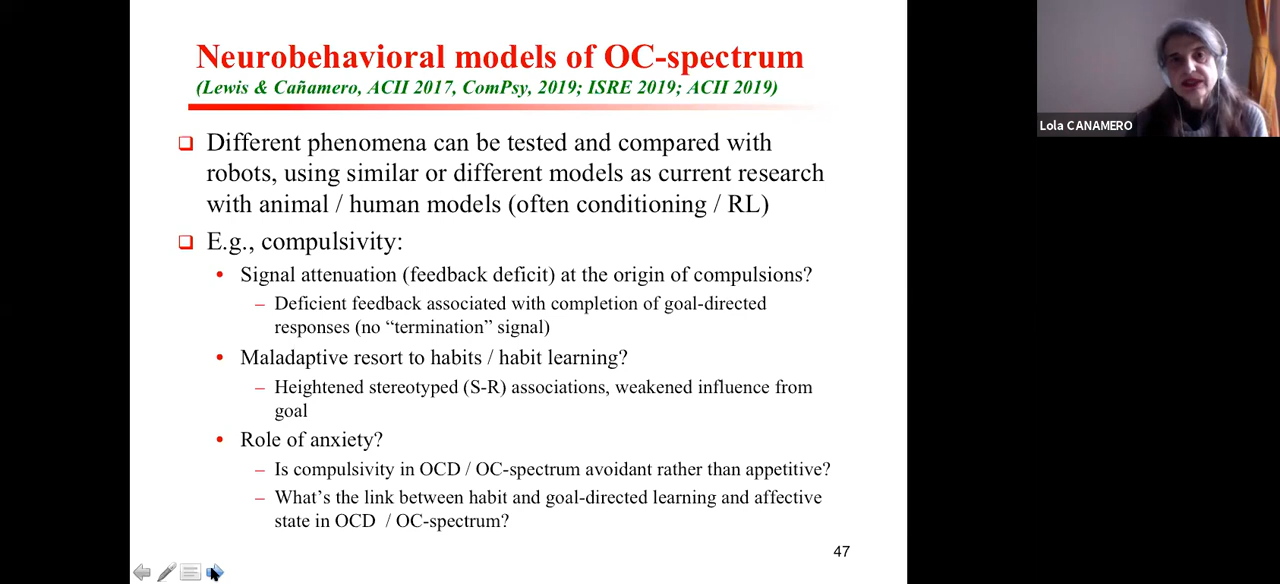 Neurobehavioral models of OC-spectrum
(Lewis & Cañamero, ACII 2017, ComPsy, 2019; ISRE 2019; ACII 2019)
Different phenomena can be tested and compared with
robots, using similar or different models as current research
with animal / human models (often conditioning / RL)
E.g., compulsivity:
• Signal attenuation (feedback deficit) at the origin of compulsions?
– Deficient feedback associated with completion of goal-directed
responses (no “termination” signal)
• Maladaptive resort to habits / habit learning?
– Heightened stereotyped (S-R) associations, weakened influence from
goal
• Role of anxiety?
– Is compulsivity in OCD / OC-spectrum avoidant rather than appetitive?
– What’s the link between habit and goal-directed learning and affective
state in OCD / OC-spectrum?
47
Lola CANAMERO